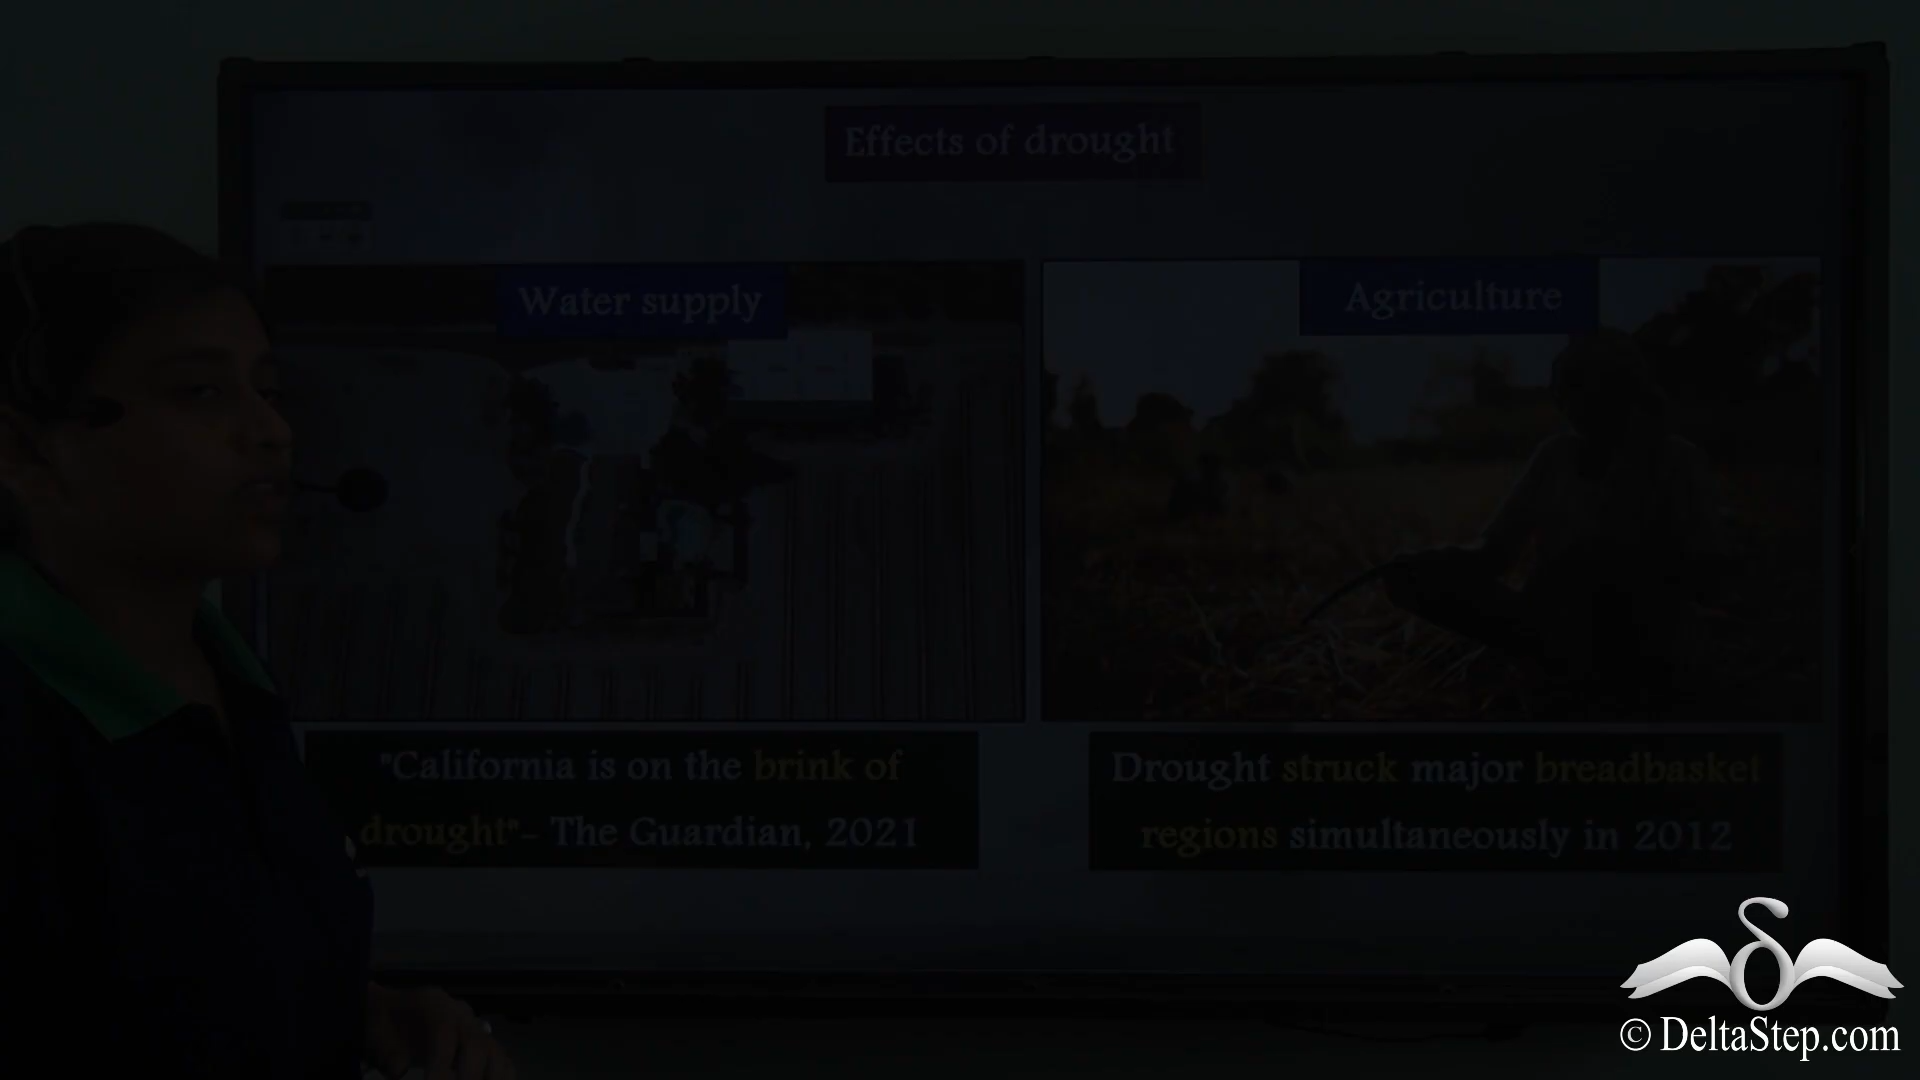 Effects of drought
Water supply
Agriculture
"California is on the brink of
drought"- The Guardian, 2021
Drought struck major breadbasket
regions simultaneously in 2012
© DeltaStep.com